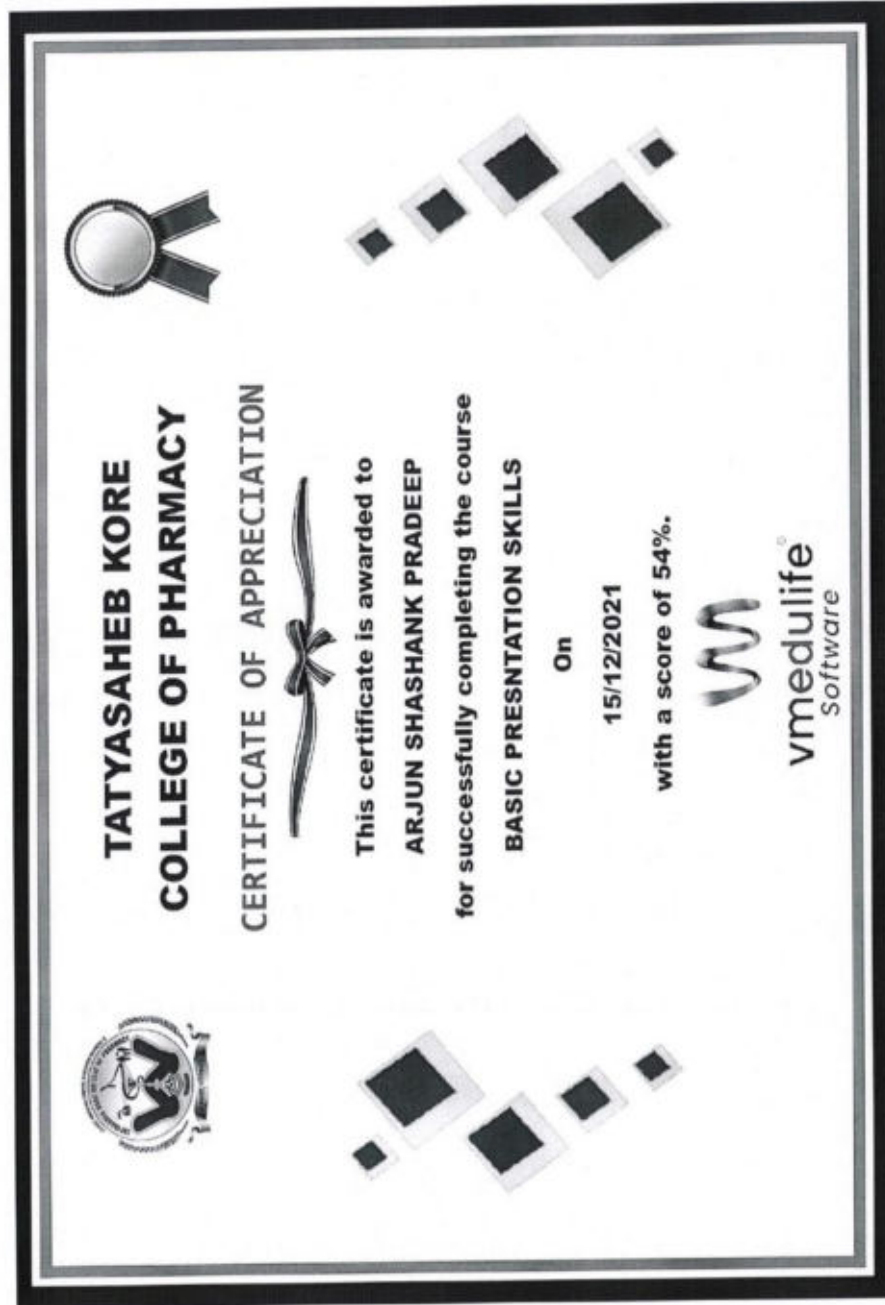 TATYASAHEB KORE
COLLEGE OF PHARMACY
CERTIFICATE OF APPRECIATION
This certificate is awarded to
ARJUN SHASHANK PRADEEP
for successfully completing the course
BASIC PRESNTATION SKILLS
On
15/12/2021
with a score of 54%.
vmedulife
Software